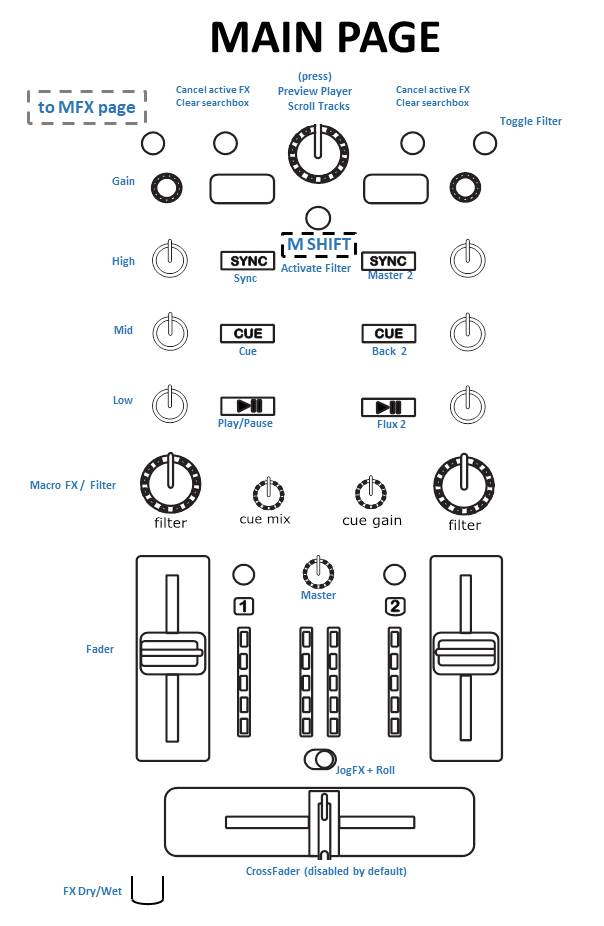 MAIN PAGE
(press)
Preview Player
Scroll Tracks
Cancel active FX
Clear searchbox
Cancel active FX
Clear searchbox
to MFX page
Toggle Filter
Gain
M SHIFT
Activate Filter
High
SYNC
Sync
SYNC
Master 2
Mid
CUE
Cue
CUE
Back 2
Low
Play/Pause
Flux 2
Macro FX / Filter
filter
cue mix
cue gain
filter
Master
1
2
Fader
JogFX + Roll
CrossFader (disabled by default)
FX Dry/Wet